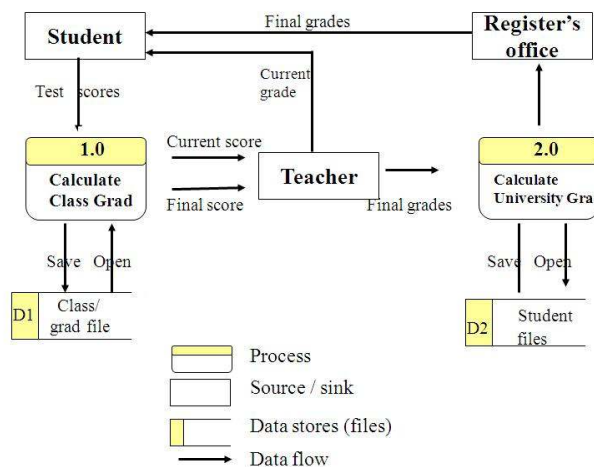 Final grades
Student
Register's
office
Current
grade
Test scores
1.0
Calculate
Class Grad
Current score
Final score
Teacher
Final grades
2.0
Calculate
University Gra
Save Open
D1
Class/
grad file
Save Open
D2
Student
files
Process
Source / sink
Data stores (files)
Data flow